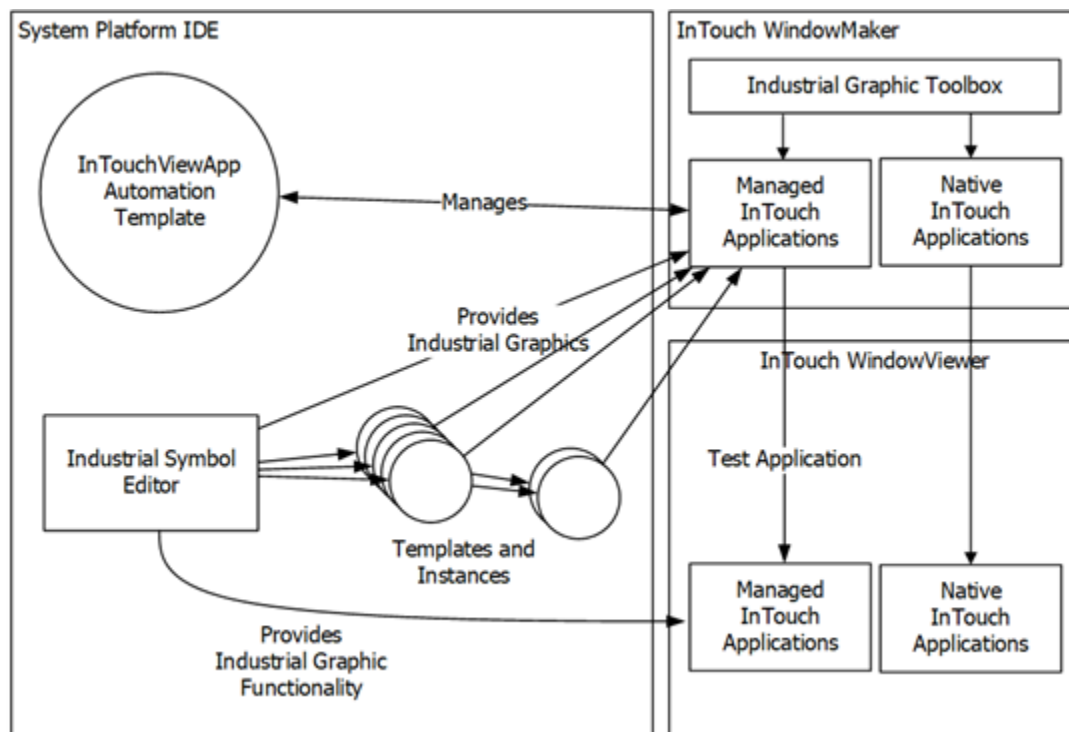 System Platform IDE
InTouchViewApp
Automation
Template
Manages
Provides
Industrial Graphics
Industrial Symbol
Editor
Templates and
Instances
Provides
Industrial Graphic
Functionality
InTouch WindowMaker
Industrial Graphic Toolbox
Managed
InTouch
Applications
Native
InTouch
Applications
InTouch WindowViewer
Test Application
Managed
InTouch
Applications
Native
InTouch
Applications